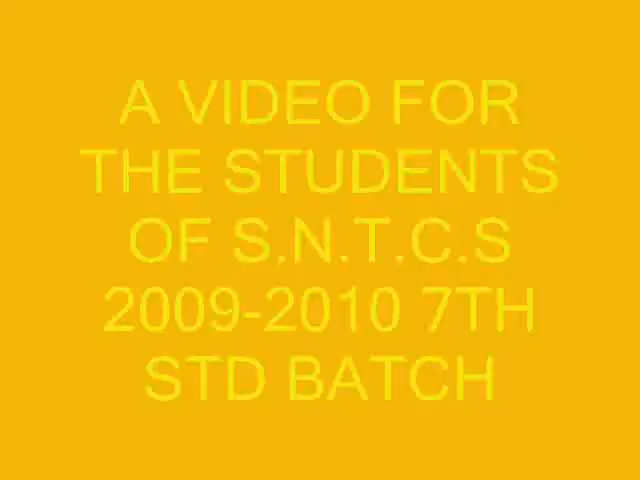 A VIDEO FOR
THE STUDENTS
OF S.N.T.C.S
2009-2010 7TH
STD BATCH